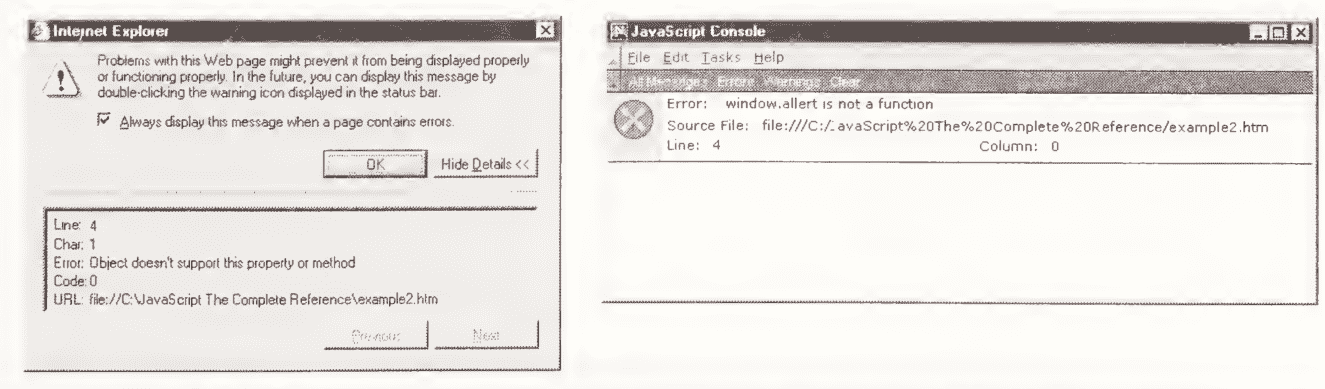 Internet Explorer
Problems with this Web page might prevent it from being displayed properly
or functioning properly. In the future, you can display this message by
double-clicking the warning icon displayed in the status bar.
Always display this message when a page contains errors.
OK
Hide Details <<
Line: 4
Char: 1
Error: Object doesn't support this property or method
Code: 0
URL: file://C:\JavaScript The Complete Reference\example2.htm
Previous
Next
JavaScript Console
File Edit Tasks Help
All Messages Errors Warnings Clear
Error: window.allert is not a function
Source File: file:///C:/JavaScript%20The%20Complete%20Reference/example2.htm
Line: 4 Column: 0